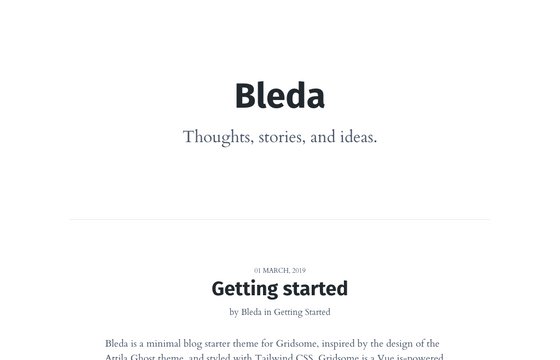 Bleda
Thoughts, stories, and ideas.
01 MARCH, 2019
Getting started
by Bleda in Getting Started
Bleda is a minimal blog starter theme for Gridsome, inspired by the design of the
Attila Ghost theme, and styled with Tailwind CSS. Gridsome is a Vue.js-powered